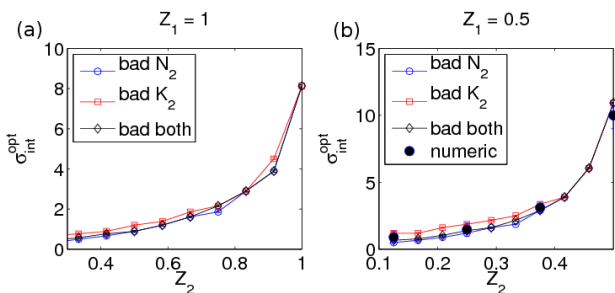 (a)
Z₁ = 1
σ_int^opt
10
8
6
4
2
0
bad N₂
bad K₂
bad both
0.4 0.6 0.8 1
Z₂
(b)
Z₁ = 0.5
σ_int^opt
15
10
5
0
bad N₂
bad K₂
bad both
numeric
0.1 0.2 0.3 0.4
Z₂